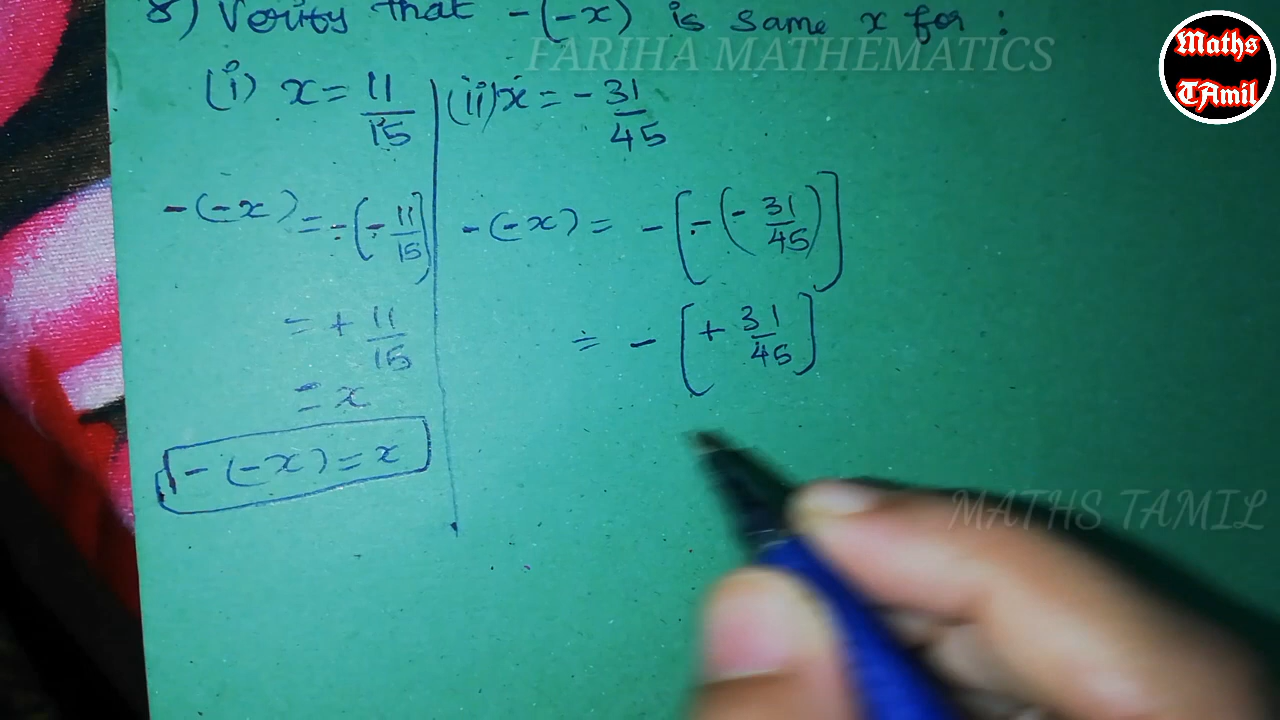 8) Verify that -(-x) is same x for :
FARIHA MATHEMATICS
Maths
TAmil
(i) x = 11/15
-(-x) = -(-11/15)
= + 11/15
= x
-(-x) = x
(ii) x = - 31/45
-(-x) = -[-(- 31/45)]
= -[+ 31/45]
MATHS TAMIL